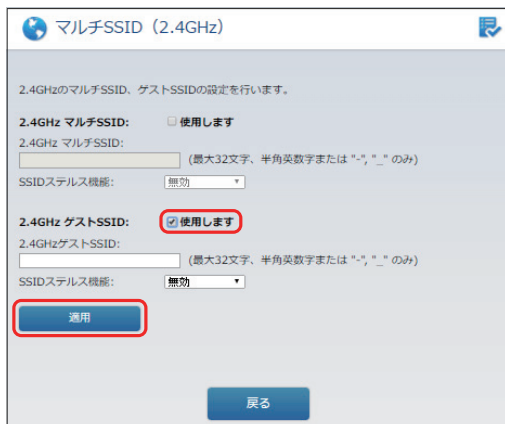 マルチSSID（2.4GHz）
2.4GHzのマルチSSID、ゲストSSIDの設定を行います。
2.4GHz マルチSSID: 使用します
2.4GHz マルチSSID:
(最大32文字、半角英数字または "-", "_" のみ)
SSIDステルス機能: 無効
2.4GHz ゲストSSID: 使用します
2.4GHzゲストSSID:
(最大32文字、半角英数字または "-", "_" のみ)
SSIDステルス機能: 無効
適用
戻る